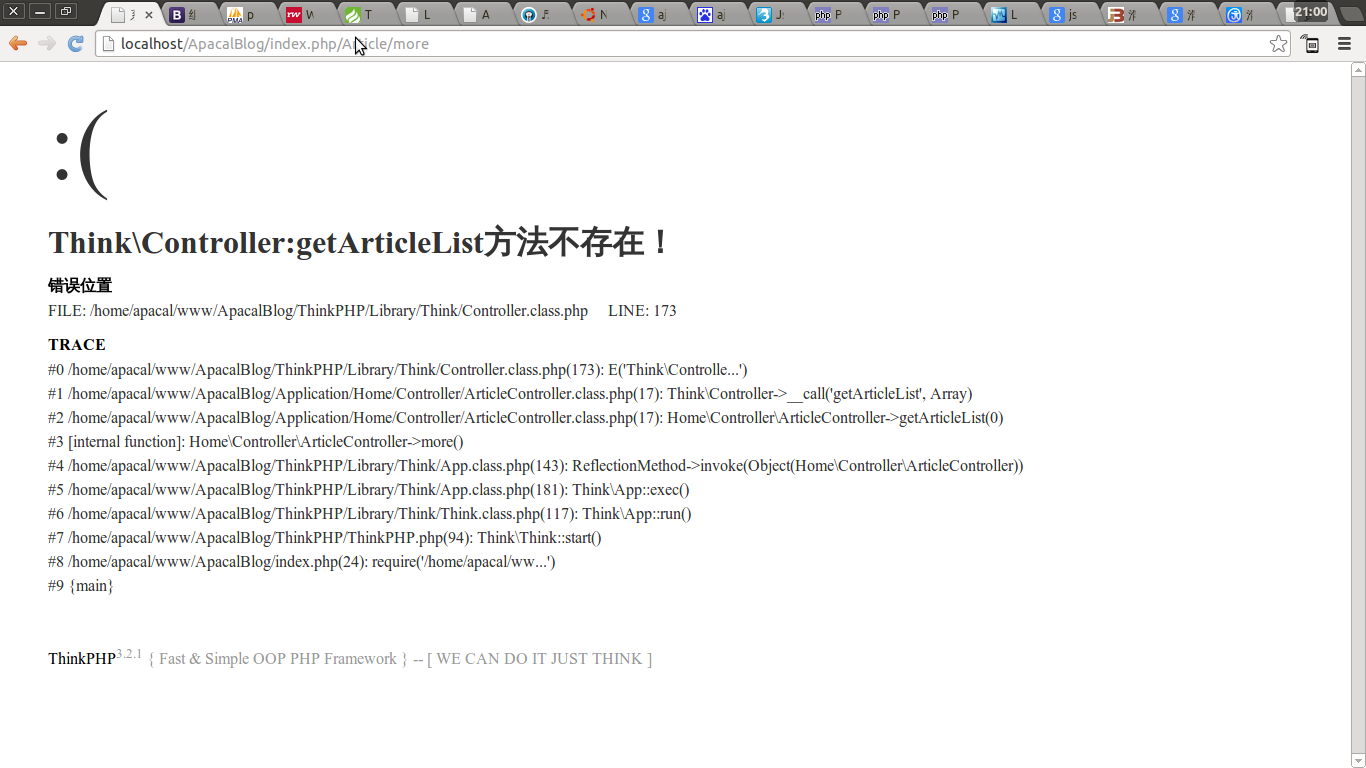 21:00
localhost/ApacalBlog/index.php/Article/more
:(
Think\Controller:getArticleList方法不存在！
错误位置
FILE: /home/apacal/www/ApacalBlog/ThinkPHP/Library/Think/Controller.class.php LINE: 173
TRACE
#0 /home/apacal/www/ApacalBlog/ThinkPHP/Library/Think/Controller.class.php(173): E('Think\Controlle...')
#1 /home/apacal/www/ApacalBlog/Application/Home/Controller/ArticleController.class.php(17): Think\Controller->__call('getArticleList', Array)
#2 /home/apacal/www/ApacalBlog/Application/Home/Controller/ArticleController.class.php(17): Home\Controller\ArticleController->getArticleList(0)
#3 [internal function]: Home\Controller\ArticleController->more()
#4 /home/apacal/www/ApacalBlog/ThinkPHP/Library/Think/App.class.php(143): ReflectionMethod->invoke(Object(Home\Controller\ArticleController))
#5 /home/apacal/www/ApacalBlog/ThinkPHP/Library/Think/App.class.php(181): Think\App::exec()
#6 /home/apacal/www/ApacalBlog/ThinkPHP/Library/Think/Think.class.php(117): Think\App::run()
#7 /home/apacal/www/ApacalBlog/ThinkPHP/ThinkPHP.php(94): Think\Think::start()
#8 /home/apacal/www/ApacalBlog/index.php(24): require('/home/apacal/ww...')
#9 {main}
ThinkPHP3.2.1 { Fast & Simple OOP PHP Framework } -- [ WE CAN DO IT JUST THINK ]